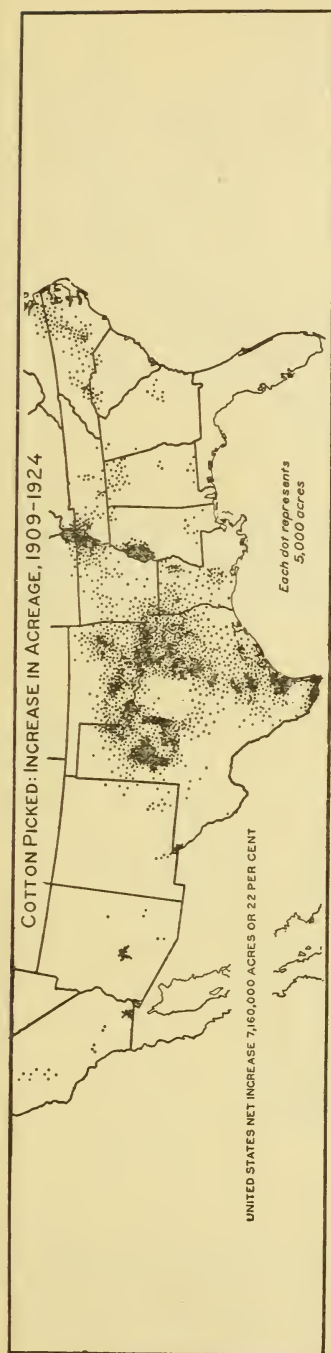 COTTON PICKED: INCREASE IN ACREAGE, 1909-1924
Each dot represents
5,000 acres
UNITED STATES NET INCREASE 7,160,000 ACRES OR 22 PER CENT